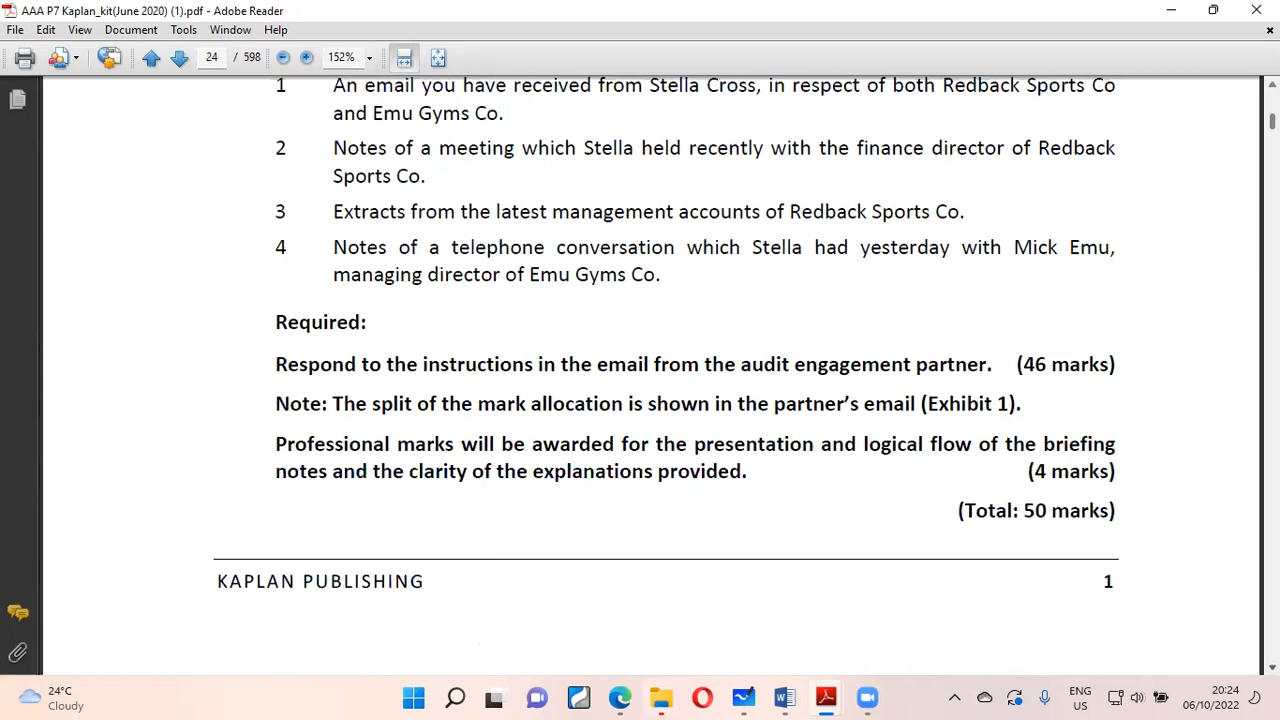 AAA P7 Kaplan_kit(June 2020) (1).pdf - Adobe Reader
File Edit View Document Tools Window Help
24 / 598 152%
1 An email you have received from Stella Cross, in respect of both Redback Sports Co
and Emu Gyms Co.
2 Notes of a meeting which Stella held recently with the finance director of Redback
Sports Co.
3 Extracts from the latest management accounts of Redback Sports Co.
4 Notes of a telephone conversation which Stella had yesterday with Mick Emu,
managing director of Emu Gyms Co.
Required:
Respond to the instructions in the email from the audit engagement partner. (46 marks)
Note: The split of the mark allocation is shown in the partner's email (Exhibit 1).
Professional marks will be awarded for the presentation and logical flow of the briefing
notes and the clarity of the explanations provided. (4 marks)
(Total: 50 marks)
KAPLAN PUBLISHING 1
24°C
Cloudy
ENG
US
20:24
06/10/2022